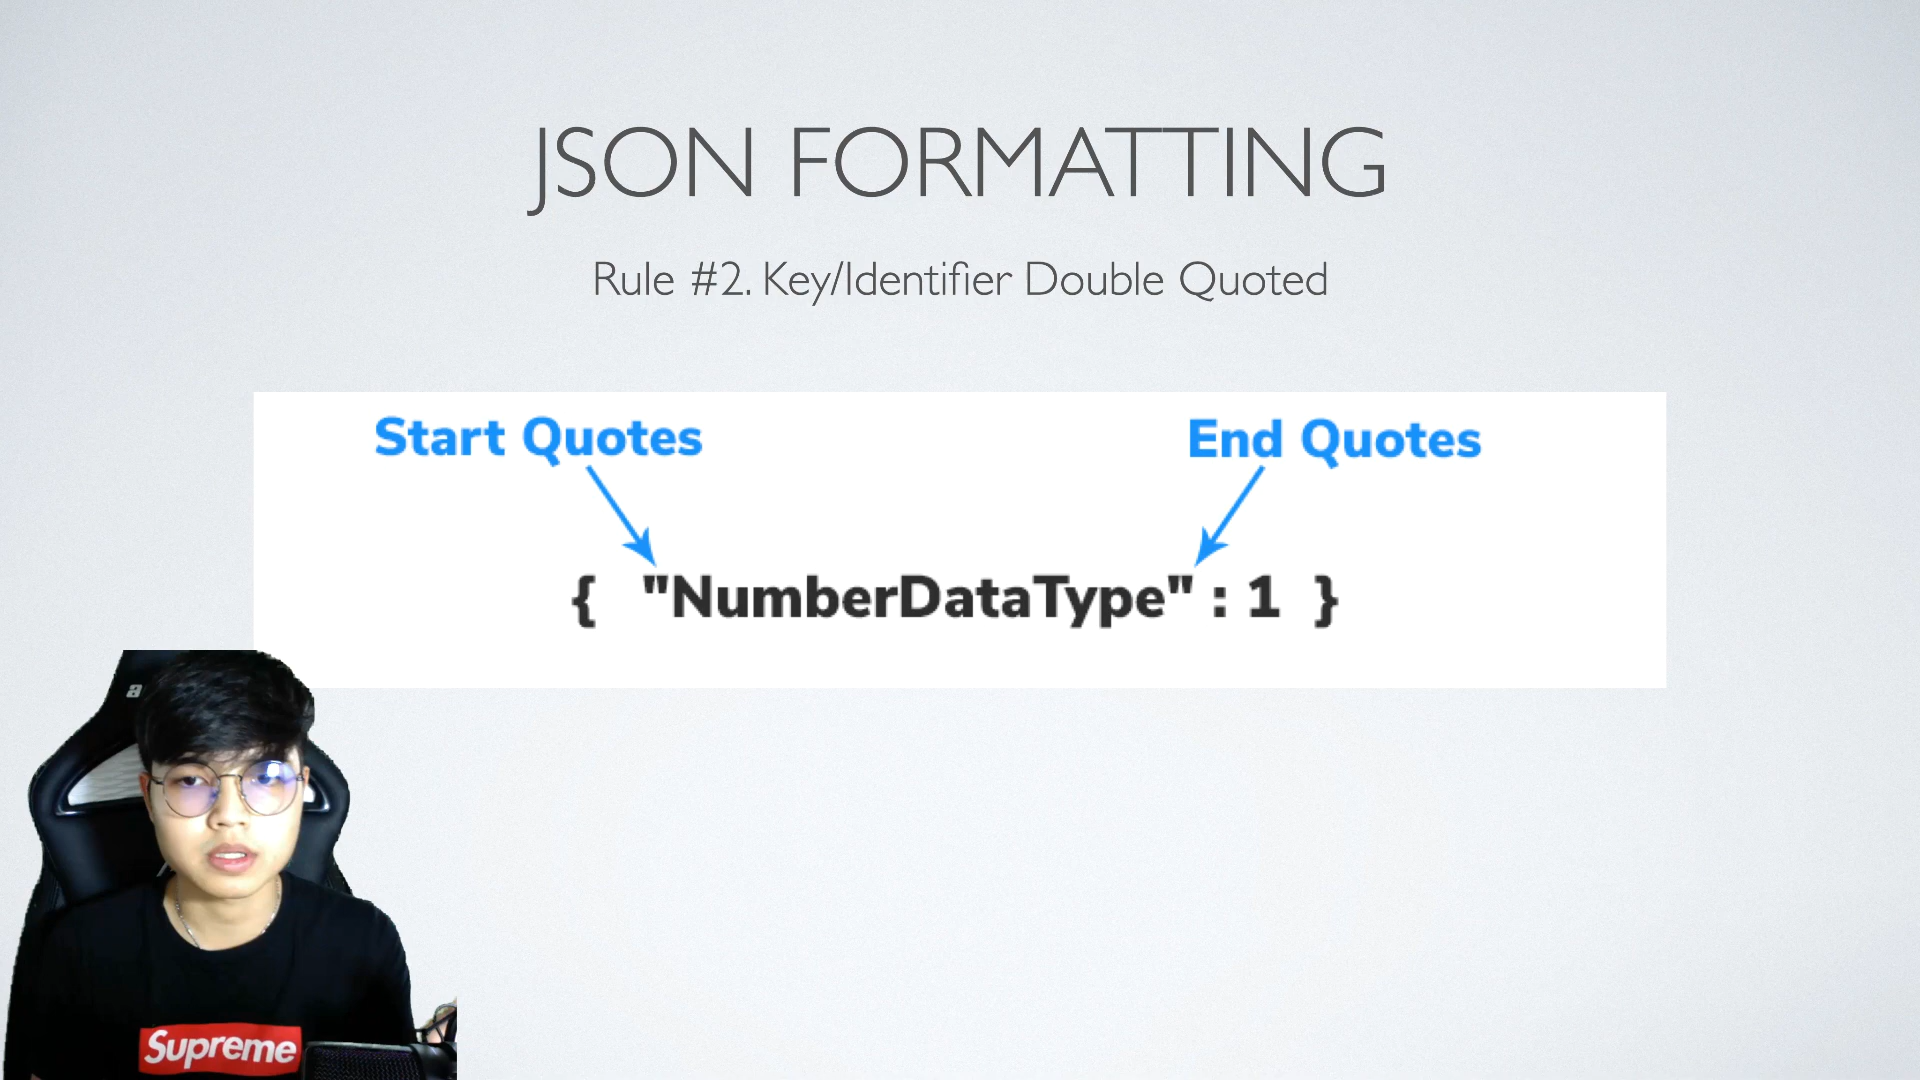 JSON FORMATTING
Rule #2. Key/Identifier Double Quoted
Start Quotes
End Quotes
{ "NumberDataType" : 1 }
Supreme